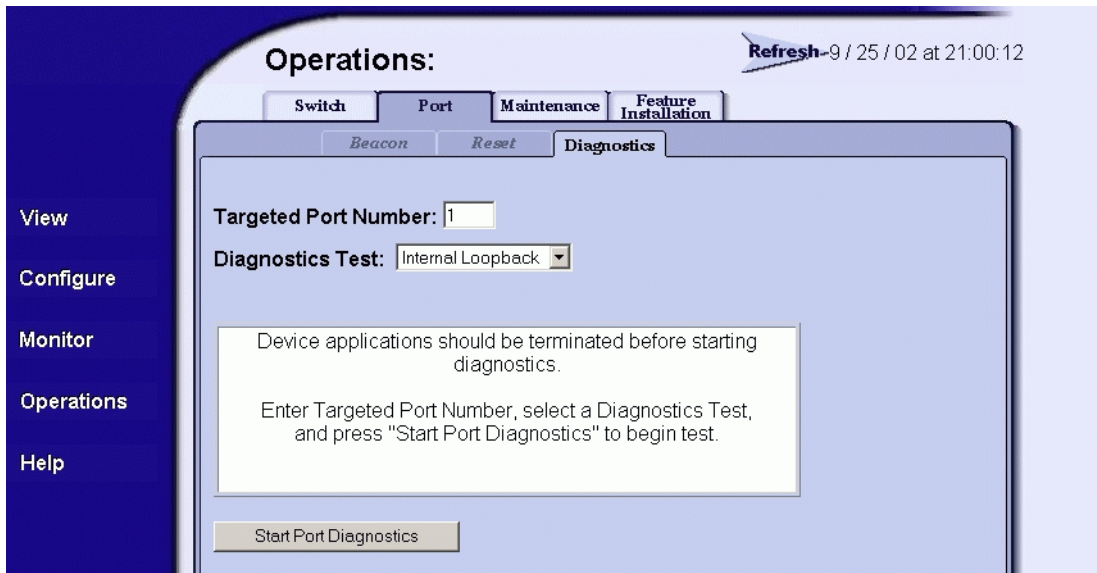 Operations:
Refresh-9 / 25 / 02 at 21:00:12
Switch
Port
Maintenance
Feature
Installation
Beacon
Reset
Diagnostics
View
Configure
Monitor
Operations
Help
Targeted Port Number: 1
Diagnostics Test: Internal Loopback
Device applications should be terminated before starting
diagnostics.
Enter Targeted Port Number, select a Diagnostics Test,
and press "Start Port Diagnostics" to begin test.
Start Port Diagnostics